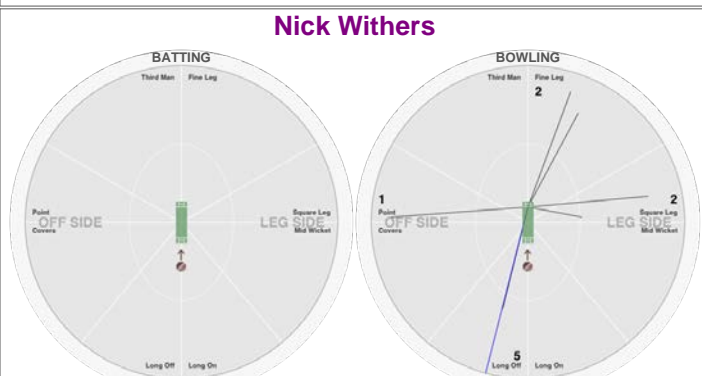 Nick Withers
BATTING
Third Man Fine Leg
Point
OFF SIDE
Covers
Square Leg
LEG SIDE
Mid Wicket
Long Off Long On
BOWLING
Third Man Fine Leg
2
1
Point
OFF SIDE
Covers
2
Square Leg
LEG SIDE
Mid Wicket
5
Long Off Long On